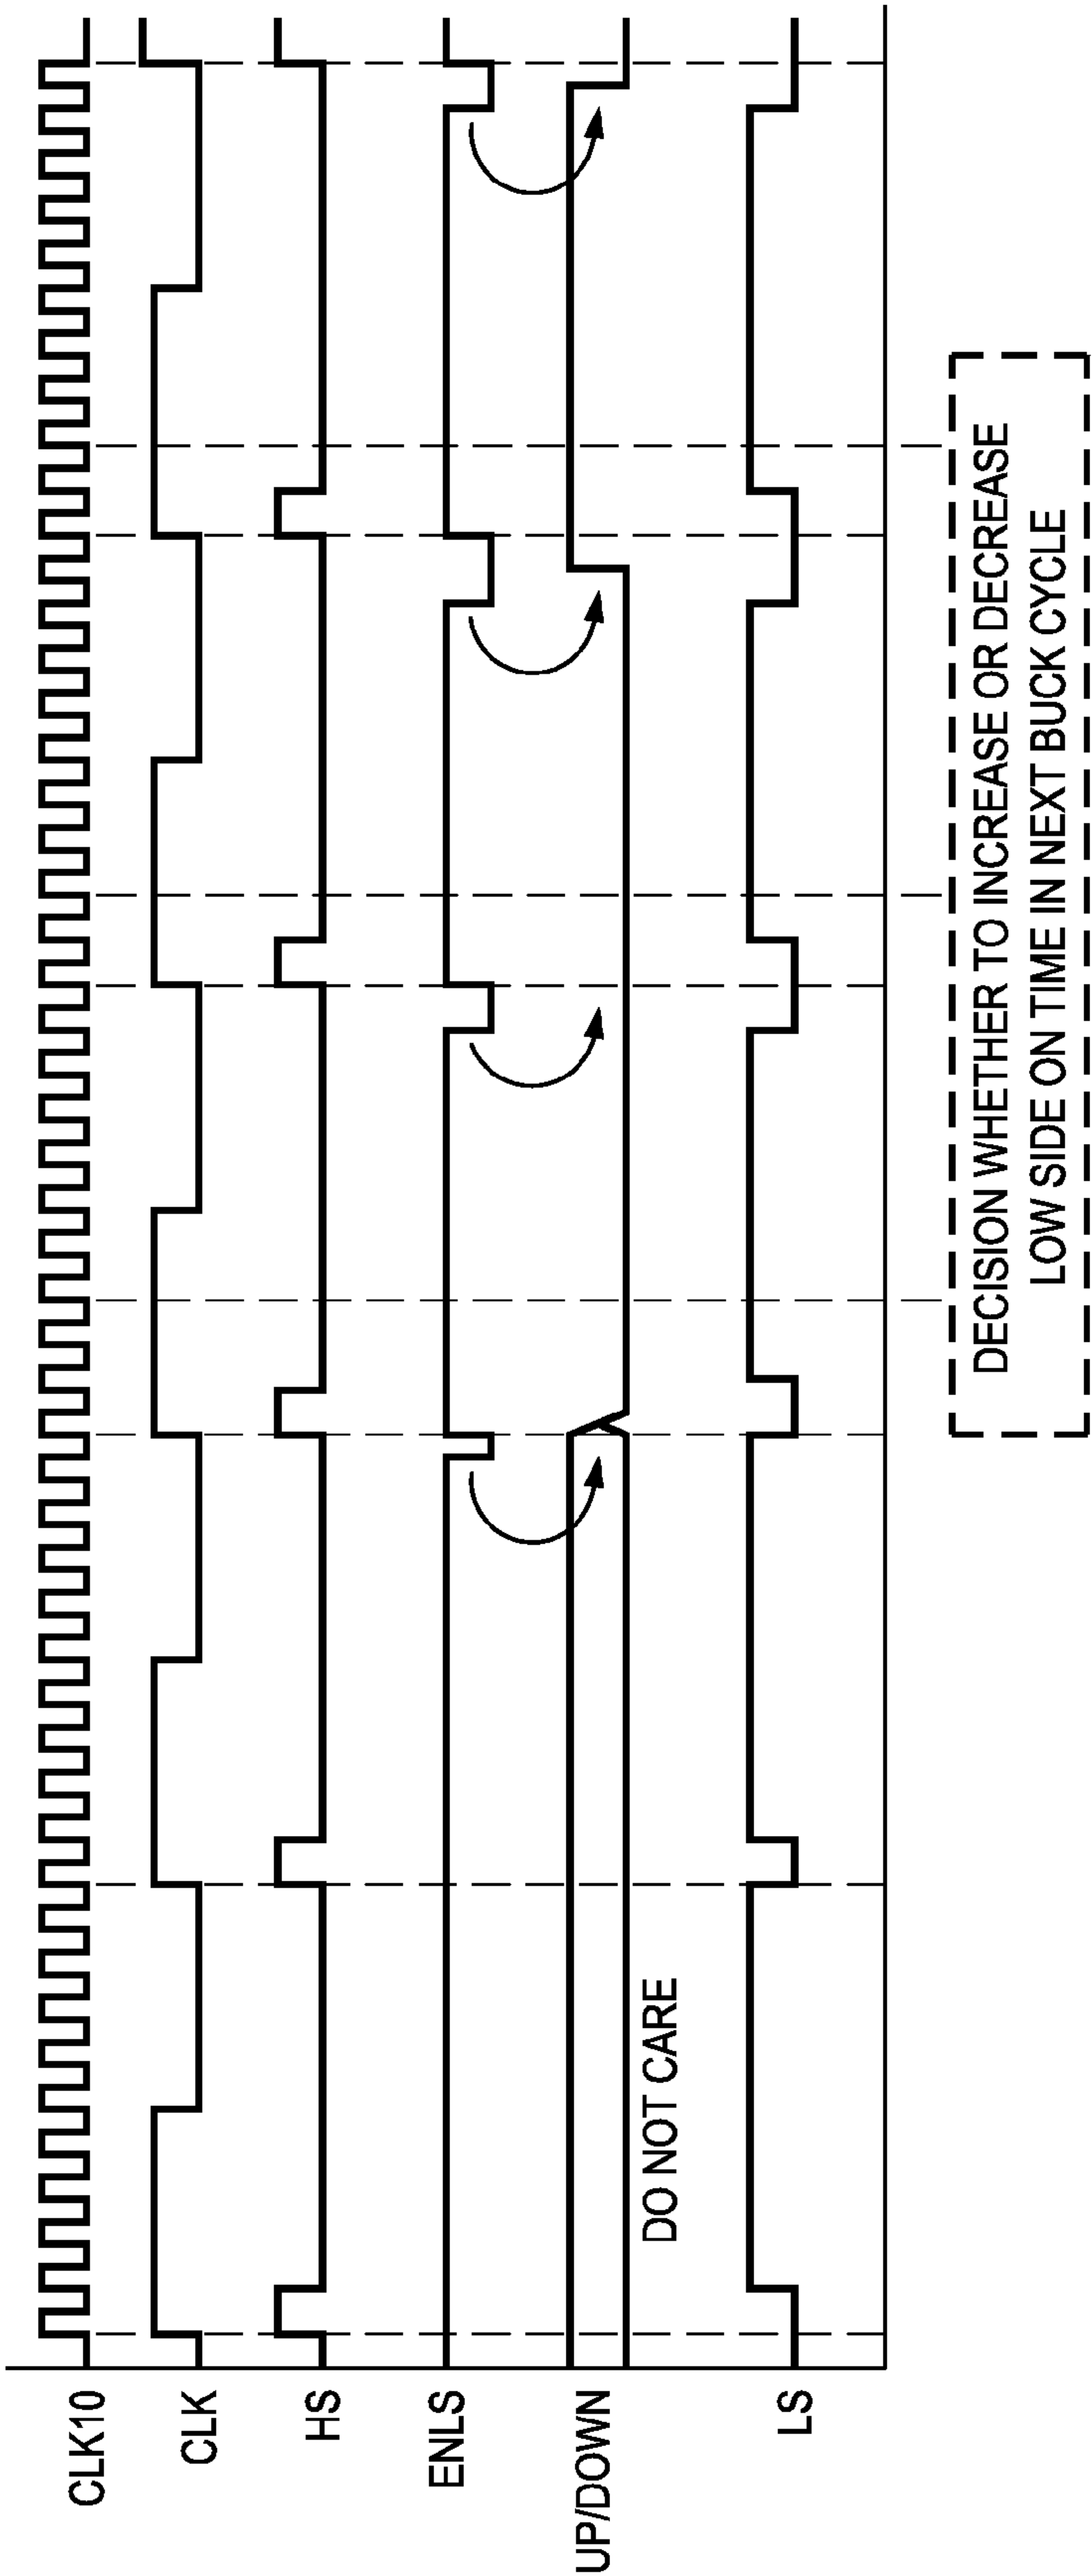 CLK10
CLK
HS
ENLS
UP/DOWN
DO NOT CARE
LS
DECISION WHETHER TO INCREASE OR DECREASE
LOW SIDE ON TIME IN NEXT BUCK CYCLE